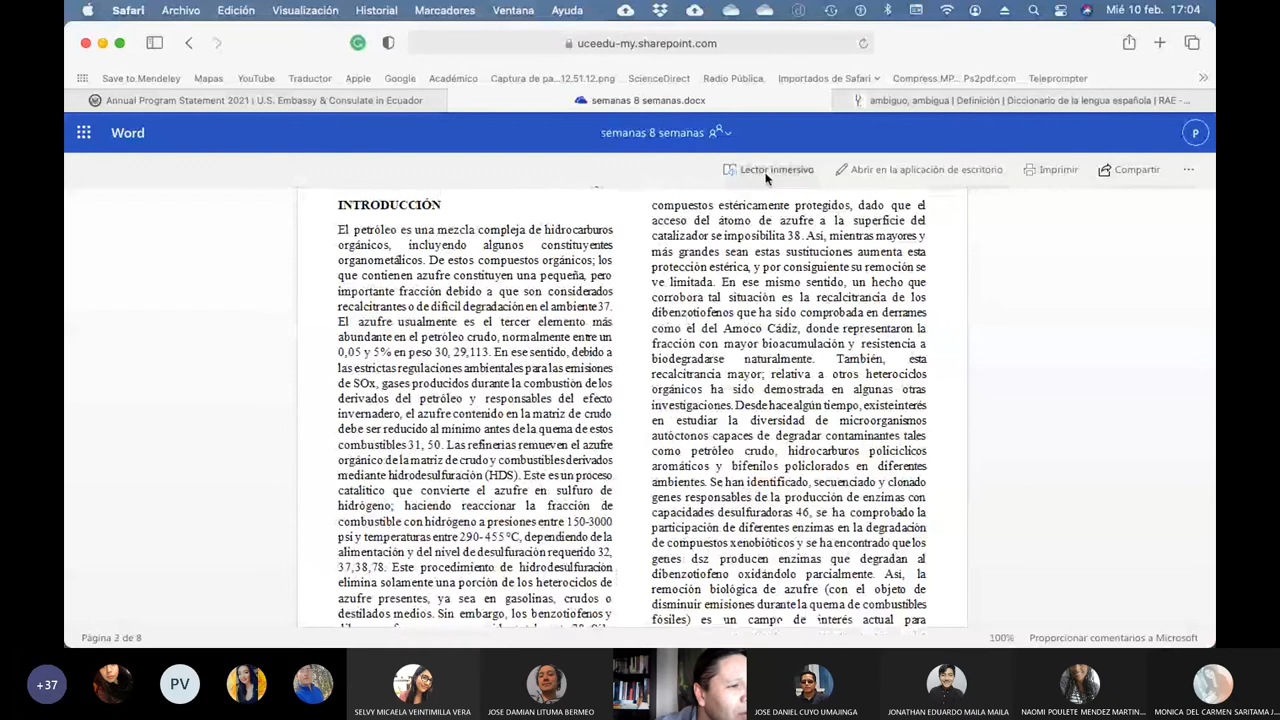 Safari Archivo Edición Visualización Historial Marcadores Ventana Ayuda Mié 10 feb. 17:04
uceedu-my.sharepoint.com
Save to Mendeley Mapas YouTube Traductor Apple Google Académico Captura de pa...12.51.12.png ScienceDirect Radio Pública Importados de Safari Compress.MP... Ps2pdf.com Teleprompter
Annual Program Statement 2021 | U.S. Embassy & Consulate in Ecuador semanas 8 semanas.docx ambiguo, ambigua | Definición | Diccionario de la lengua española | RAE - ...
Word semanas 8 semanas P
Lector inmersivo Abrir en la aplicación de escritorio Imprimir Compartir ...
INTRODUCCIÓN
El petróleo es una mezcla compleja de hidrocarburos
orgánicos, incluyendo algunos constituyentes
organometálicos. De estos compuestos orgánicos; los
que contienen azufre constituyen una pequeña, pero
importante fracción debido a que son considerados
recalcitrantes o de difícil degradación en el ambiente 37.
El azufre usualmente es el tercer elemento más
abundante en el petróleo crudo, normalmente entre un
0,05 y 5% en peso 30, 29,113. En ese sentido, debido a
las estrictas regulaciones ambientales para las emisiones
de SOx, gases producidos durante la combustión de los
derivados del petróleo y responsables del efecto
invernadero, el azufre contenido en la matriz de crudo
debe ser reducido al mínimo antes de la quema de estos
combustibles 31, 50. Las refinerías remueven el azufre
orgánico de la matriz de crudo y combustibles derivados
mediante hidrodesulfuración (HDS). Este es un proceso
catalítico que convierte el azufre en sulfuro de
hidrógeno; haciendo reaccionar la fracción de
combustible con hidrógeno a presiones entre 150-3000
psi y temperaturas entre 290-455 °C, dependiendo de la
alimentación y del nivel de desulfuración requerido 32,
37,38,78. Este procedimiento de hidrodesulfuración
elimina solamente una porción de los heterociclos de
azufre presentes, ya sea en gasolinas, crudos o
destilados medios. Sin embargo, los benzotiofenos y
compuestos estéricamente protegidos, dado que el
acceso del átomo de azufre a la superficie del
catalizador se imposibilita 38. Así, mientras mayores y
más grandes sean estas sustituciones aumenta esta
protección estérica, y por consiguiente su remoción se
ve limitada. En ese mismo sentido, un hecho que
corrobora tal situación es la recalcitrancia de los
dibenzotiofenos que ha sido comprobada en derrames
como el del Amoco Cádiz, donde representaron la
fracción con mayor bioacumulación y resistencia a
biodegradarse naturalmente. También, esta
recalcitrancia mayor; relativa a otros heterociclos
orgánicos ha sido demostrada en algunas otras
investigaciones. Desde hace algún tiempo, existe interés
en estudiar la diversidad de microorganismos
autóctonos capaces de degradar contaminantes tales
como petróleo crudo, hidrocarburos policíclicos
aromáticos y bifenilos policlorados en diferentes
ambientes. Se han identificado, secuenciado y clonado
genes responsables de la producción de enzimas con
capacidades desulfuradoras 46, se ha comprobado la
participación de diferentes enzimas en la degradación
de compuestos xenobióticos y se ha encontrado que los
genes dsz producen enzimas que degradan al
dibenzotiofeno oxidándolo parcialmente. Así, la
remoción biológica de azufre (con el objeto de
disminuir emisiones durante la quema de combustibles
fósiles) es un campo de interés actual para
Página 2 de 8 100% Proporcionar comentarios a Microsoft
+37 PV
SELVY MICAELA VEINTIMILLA VERA JOSE DAMIAN LITUMA BERMEO JOSE DANIEL CUYO UMAJINGA JONATHAN EDUARDO MAILA MAILA NAOMI POULETE MENDEZ MARTIN... MONICA DEL CARMEN SARITAMA J...